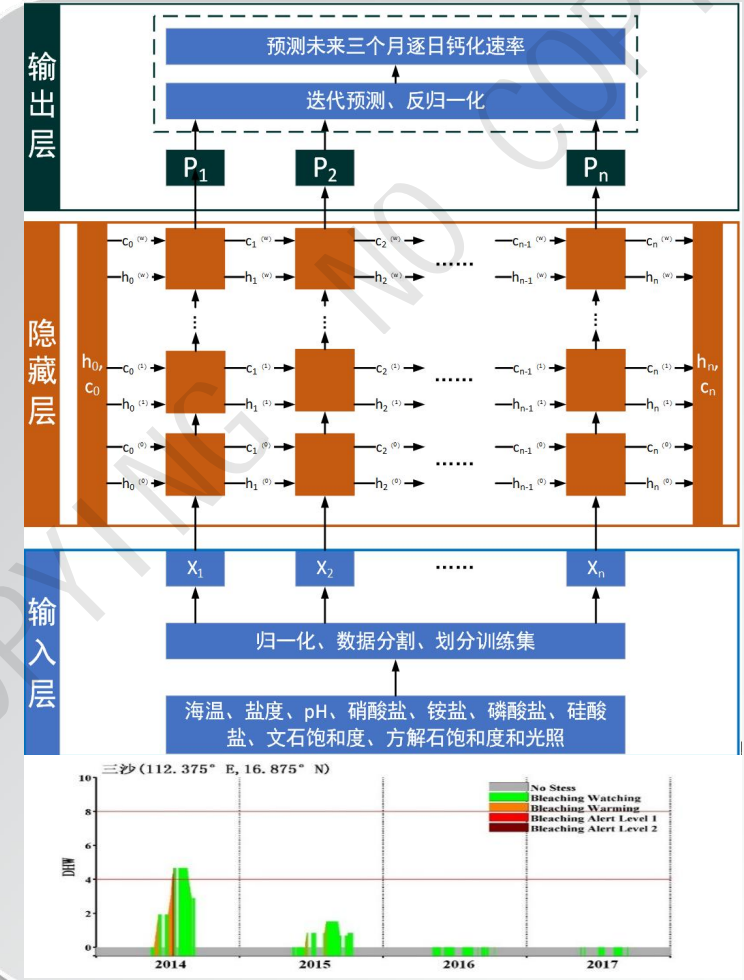 输出层
预测未来三个月逐日钙化速率
迭代预测、反归一化
P1 P2 Pn
隐藏层
h0, c0
c0 (w) c1 (w) c2 (w) cn-1 (w) cn (w)
......
h0 (w) h1 (w) h2 (w) hn-1 (w) hn (w)
... ... ...
c0 (1) c1 (1) c2 (1) cn-1 (1) cn (1)
......
h0 (1) h1 (1) h2 (1) hn-1 (1) hn (1)
c0 (0) c1 (0) c2 (0) cn-1 (0) cn (0)
......
h0 (0) h1 (0) h2 (0) hn-1 (0) hn (0)
hn, cn
输入层
X1 X2 ...... Xn
归一化、数据分割、划分训练集
海温、盐度、pH、硝酸盐、铵盐、磷酸盐、硅酸
盐、文石饱和度、方解石饱和度和光照
三沙(112.375° E,16.875° N)
No Stess
Bleaching Watching
Bleaching Warming
Bleaching Alert Level 1
Bleaching Alert Level 2
DHW
10
8
6
4
2
0
2014 2015 2016 2017
NO COPYING